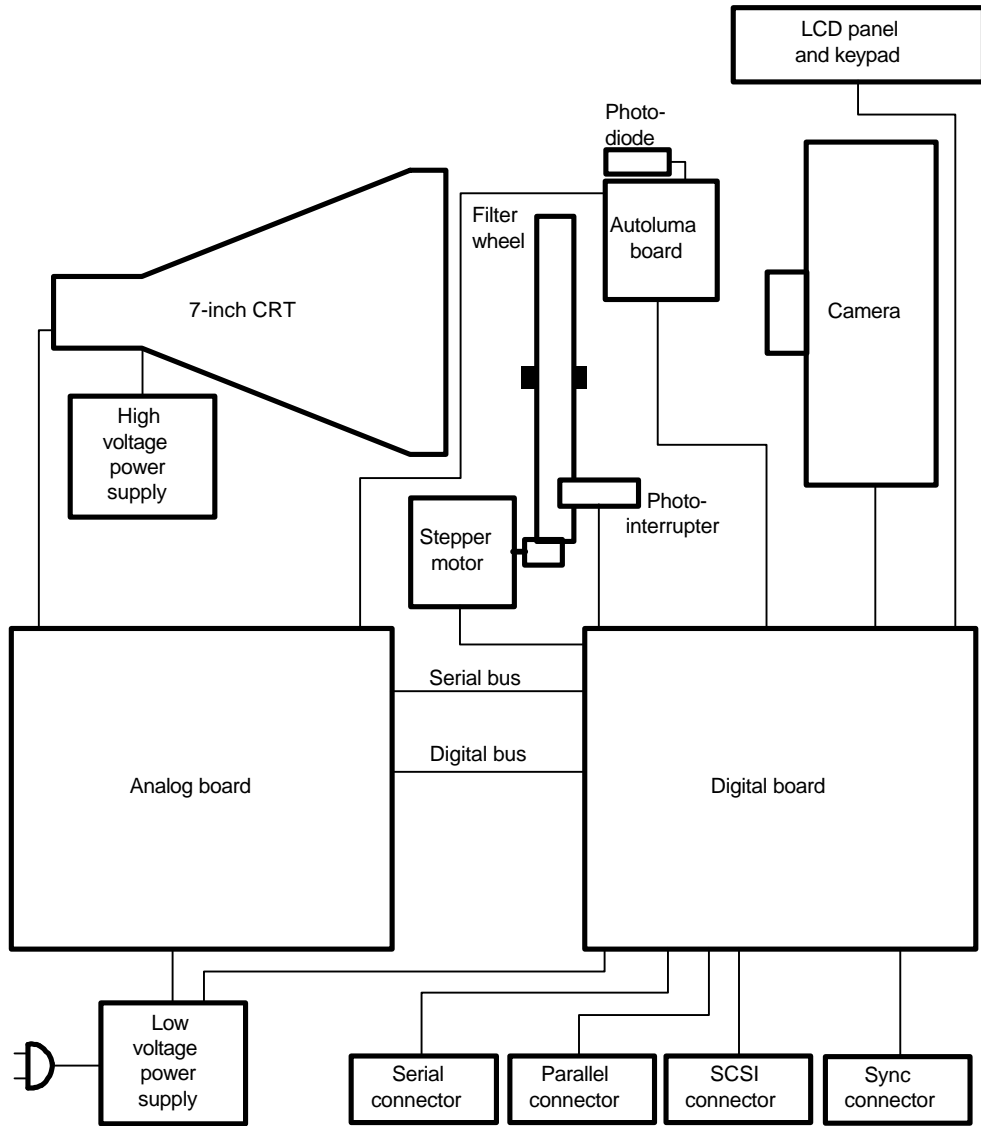 LCD panel
and keypad
Photo-
diode
Filter
wheel
Autoluma
board
7-inch CRT
Camera
High
voltage
power
supply
Photo-
interrupter
Stepper
motor
Serial bus
Digital bus
Analog board
Digital board
Low
voltage
power
supply
Serial
connector
Parallel
connector
SCSI
connector
Sync
connector